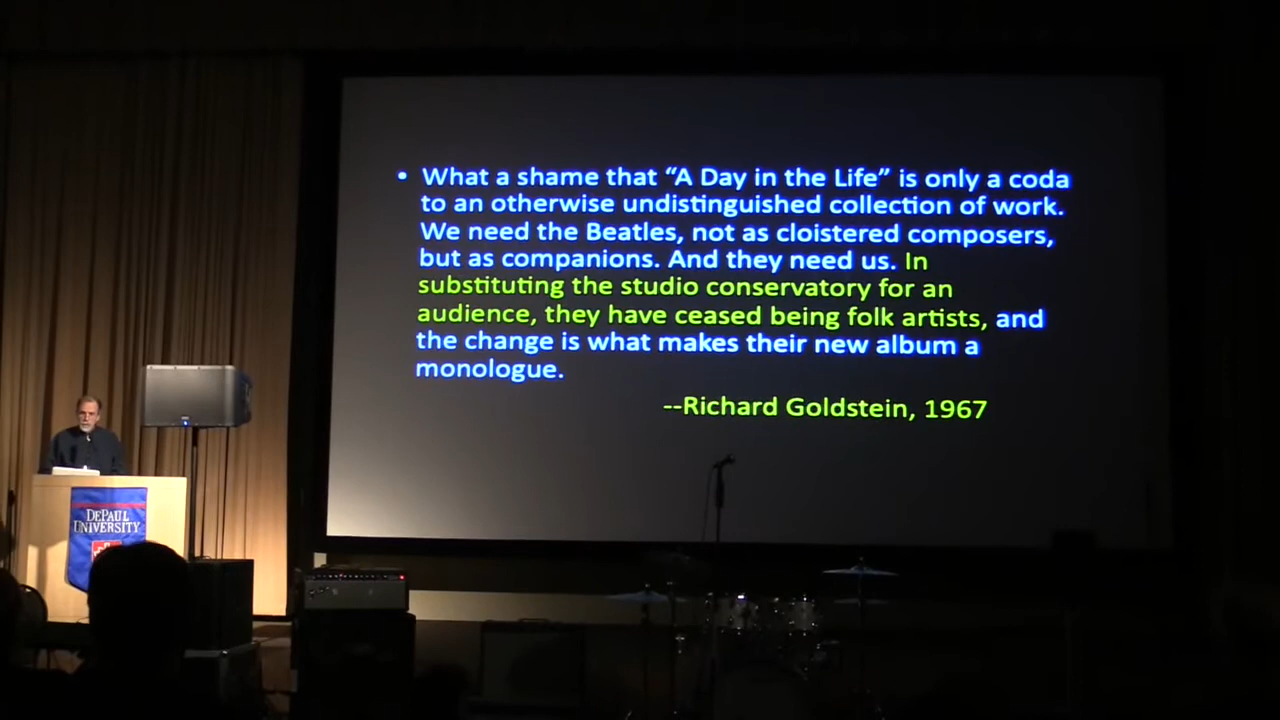 • What a shame that “A Day in the Life” is only a coda
to an otherwise undistinguished collection of work.
We need the Beatles, not as cloistered composers,
but as companions. And they need us. In
substituting the studio conservatory for an
audience, they have ceased being folk artists, and
the change is what makes their new album a
monologue.
--Richard Goldstein, 1967
DEPAUL
UNIVERSITY